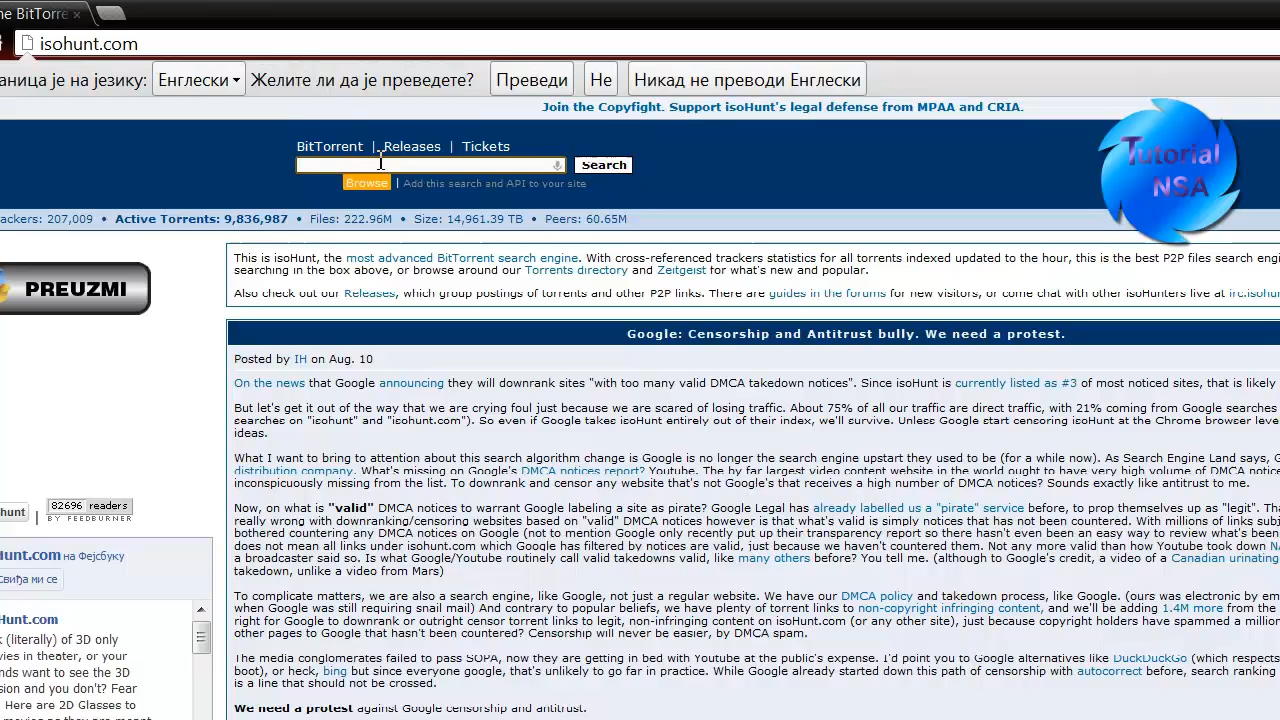 ne BitTorre
isohunt.com
аница је на језику: Енглески Желите ли да је преведете? Преведи Не Никад не преводи Енглески
Join the Copyfight. Support isoHunt's legal defense from MPAA and CRIA.
BitTorrent | Releases | Tickets
Search
Browse | Add this search and API to your site
Tutorial
NSA
ackers: 207,009 • Active Torrents: 9,836,987 • Files: 222.96M • Size: 14,961.39 TB • Peers: 60.65M
PREUZMI
This is isoHunt, the most advanced BitTorrent search engine. With cross-referenced trackers statistics for all torrents indexed updated to the hour, this is the best P2P files search engi
searching in the box above, or browse around our Torrents directory and Zeitgeist for what's new and popular.
Also check out our Releases, which group postings of torrents and other P2P links. There are guides in the forums for new visitors, or come chat with other isoHunters live at irc.isohun
Google: Censorship and Antitrust bully. We need a protest.
Posted by IH on Aug. 10
On the news that Google announcing they will downrank sites "with too many valid DMCA takedown notices". Since isoHunt is currently listed as #3 of most noticed sites, that is likely
But let's get it out of the way that we are crying foul just because we are scared of losing traffic. About 75% of all our traffic are direct traffic, with 21% coming from Google searches
searches on "isohunt" and "isohunt.com"). So even if Google takes isoHunt entirely out of their index, we'll survive. Unless Google start censoring isoHunt at the Chrome browser leve
ideas.
What I want to bring to attention about this search algorithm change is Google is no longer the search engine upstart they used to be (for a while now). As Search Engine Land says, G
distribution company. What's missing on Google's DMCA notices report? Youtube. The by far largest video content website in the world ought to have very high volume of DMCA notic
inconspicuously missing from the list. To downrank and censor any website that's not Google's that receives a high number of DMCA notices? Sounds exactly like antitrust to me.
Now, on what is "valid" DMCA notices to warrant Google labeling a site as pirate? Google Legal has already labelled us a "pirate" service before, to prop themselves up as "legit". Tha
really wrong with downranking/censoring websites based on "valid" DMCA notices however is that what's valid is simply notices that has not been countered. With millions of links sub
bothered countering any DMCA notices on Google (not to mention Google only recently put up their transparency report so there hasn't even been an easy way to review what's been
does not mean all links under isohunt.com which Google has filtered by notices are valid, just because we haven't countered them. Not any more valid than how Youtube took down NA
a broadcaster said so. Is what Google/Youtube routinely call valid takedowns valid, like many others before? You tell me. (although to Google's credit, a video of a Canadian urinating
takedown, unlike a video from Mars)
To complicate matters, we are also a search engine, like Google, not just a regular website. We have our DMCA policy and takedown process, like Google. (ours was electronic by em
when Google was still requiring snail mail) And contrary to popular beliefs, we have plenty of torrent links to non-copyright infringing content, and we'll be adding 1.4M more from the
right for Google to downrank or outright censor torrent links to legit, non-infringing content on isoHunt.com (or any other site), just because copyright holders have spammed a millio
other pages to Google that hasn't been countered? Censorship will never be easier, by DMCA spam.
The media conglomerates failed to pass SOPA, now they are getting in bed with Youtube at the public's expense. I'd point you to Google alternatives like DuckDuckGo (which respects
boot), or heck, bing but since everyone google, that's unlikely to go far in practice. While Google already started down this path of censorship with autocorrect before, search ranking
is a line that should not be crossed.
We need a protest against Google censorship and antitrust.
hunt | 82696 readers
BY FEEDBURNER
Hunt.com на Фејсбуку
Свиђа ми се
Hunt.com
k (literally) of 3D only
vies in theater, or your
nds want to see the 3D
sion and you don't? Fear
. Here are 2D Glasses to